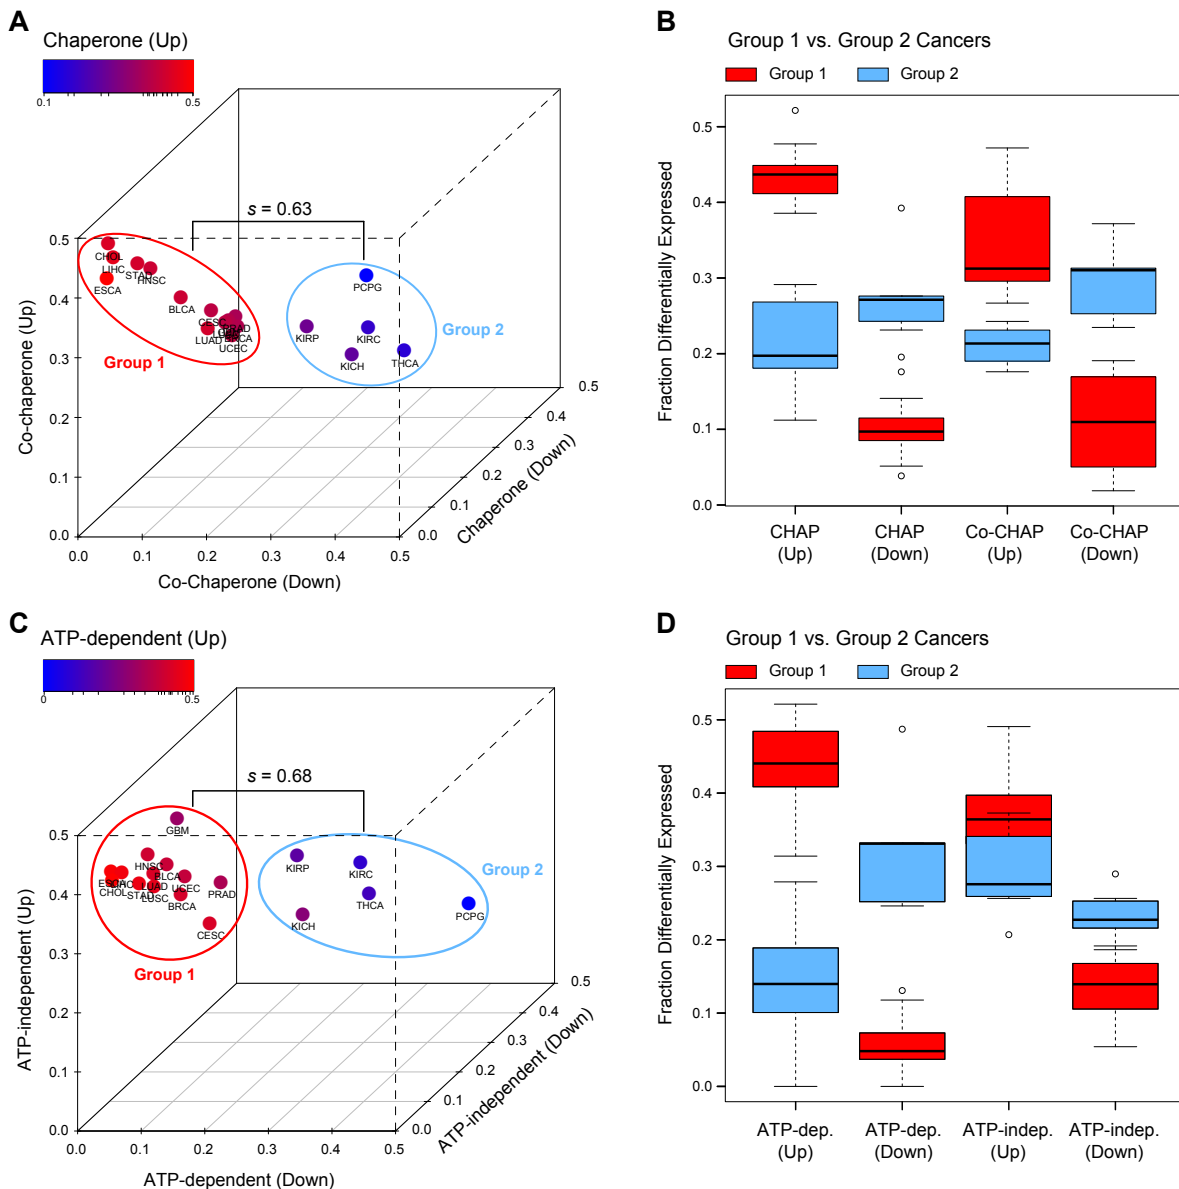 A
Chaperone (Up)
0.1
0.5
s = 0.63
0.5
0.4
0.3
0.2
0.1
0.0
Co-chaperone (Up)
CHOL
LIHC
ESCA
STAD
HNSC
BLCA
CESC
PRAD
LUAD
BRCA
UCEC
Group 1
PCPG
KIRP
KIRC
KICH
THCA
Group 2
0.0
0.1
0.2
0.3
0.4
0.5
Co-Chaperone (Down)
0.0
0.1
0.2
0.3
0.4
0.5
Chaperone (Down)
B
Group 1 vs. Group 2 Cancers
Group 1
Group 2
Fraction Differentially Expressed
0.5
0.4
0.3
0.2
0.1
0.0
CHAP
(Up)
CHAP
(Down)
Co-CHAP
(Up)
Co-CHAP
(Down)
C
ATP-dependent (Up)
0
0.5
s = 0.68
0.5
0.4
0.3
0.2
0.1
0.0
ATP-independent (Up)
GBM
HNSC
BLCA
ESCA
LIHC
CHOL
LUAD
UCEC
STAD
LUSC
PRAD
BRCA
CESC
Group 1
KIRP
KIRC
THCA
KICH
PCPG
Group 2
0.0
0.1
0.2
0.3
0.4
0.5
ATP-dependent (Down)
0.0
0.1
0.2
0.3
0.4
0.5
ATP-independent (Down)
D
Group 1 vs. Group 2 Cancers
Group 1
Group 2
Fraction Differentially Expressed
0.5
0.4
0.3
0.2
0.1
0.0
ATP-dep.
(Up)
ATP-dep.
(Down)
ATP-indep.
(Up)
ATP-indep.
(Down)